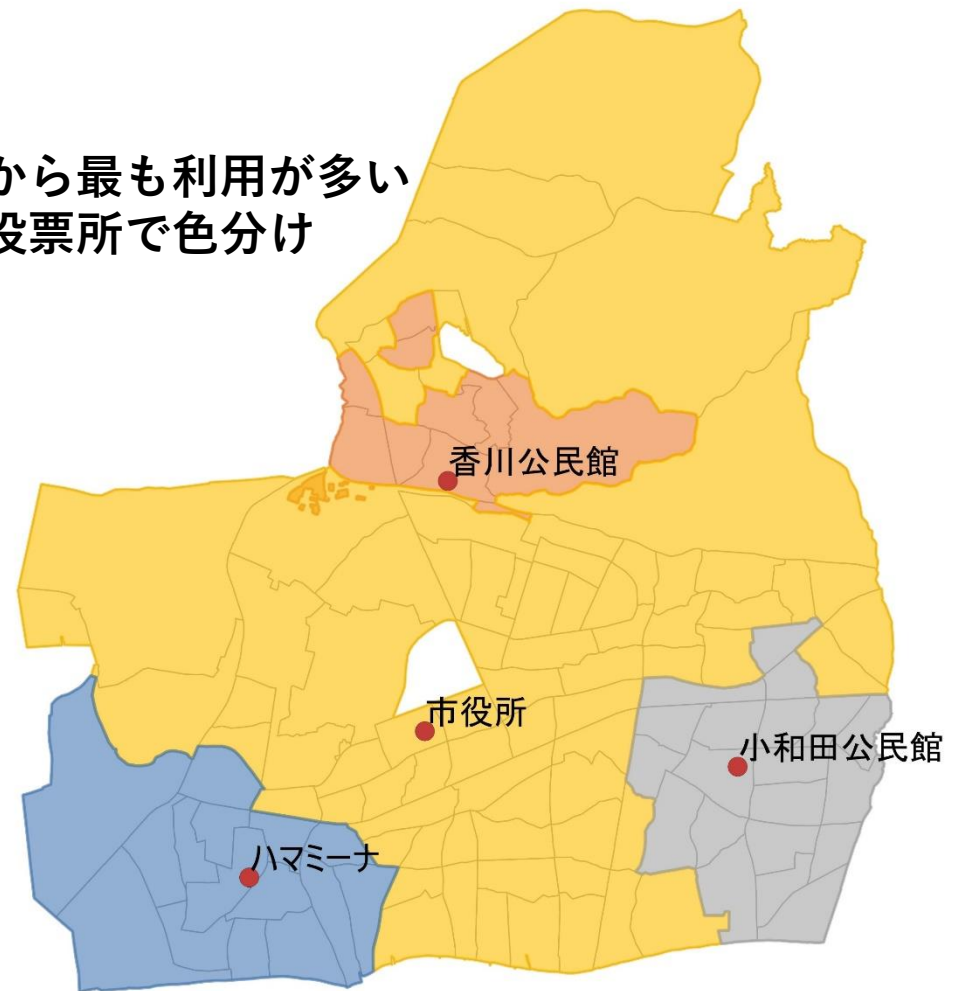 から最も利用が多い
投票所で色分け
香川公民館
市役所
小和田公民館
ハマミーナ